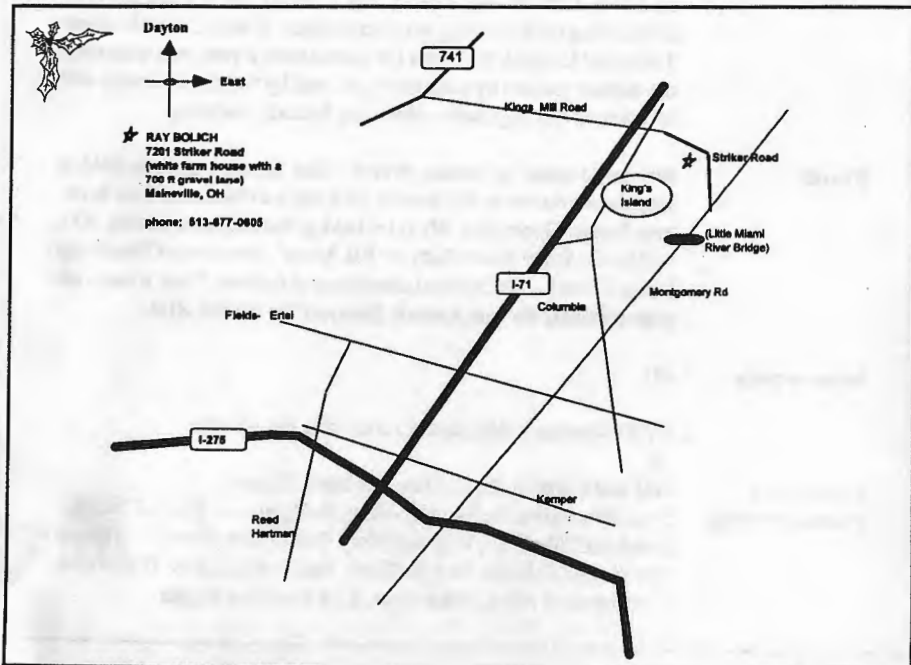 Dayton
East
RAY BOLICH
7201 Striker Road
(white farm house with a
700 ft gravel lane)
Maineville, OH
phone: 513-677-0605
741
Kings Mill Road
Striker Road
King's
Island
(Little Miami
River Bridge)
I-71
Montgomery Rd
Columbia
Fields- Ertel
I-275
Kemper
Reed
Hartman